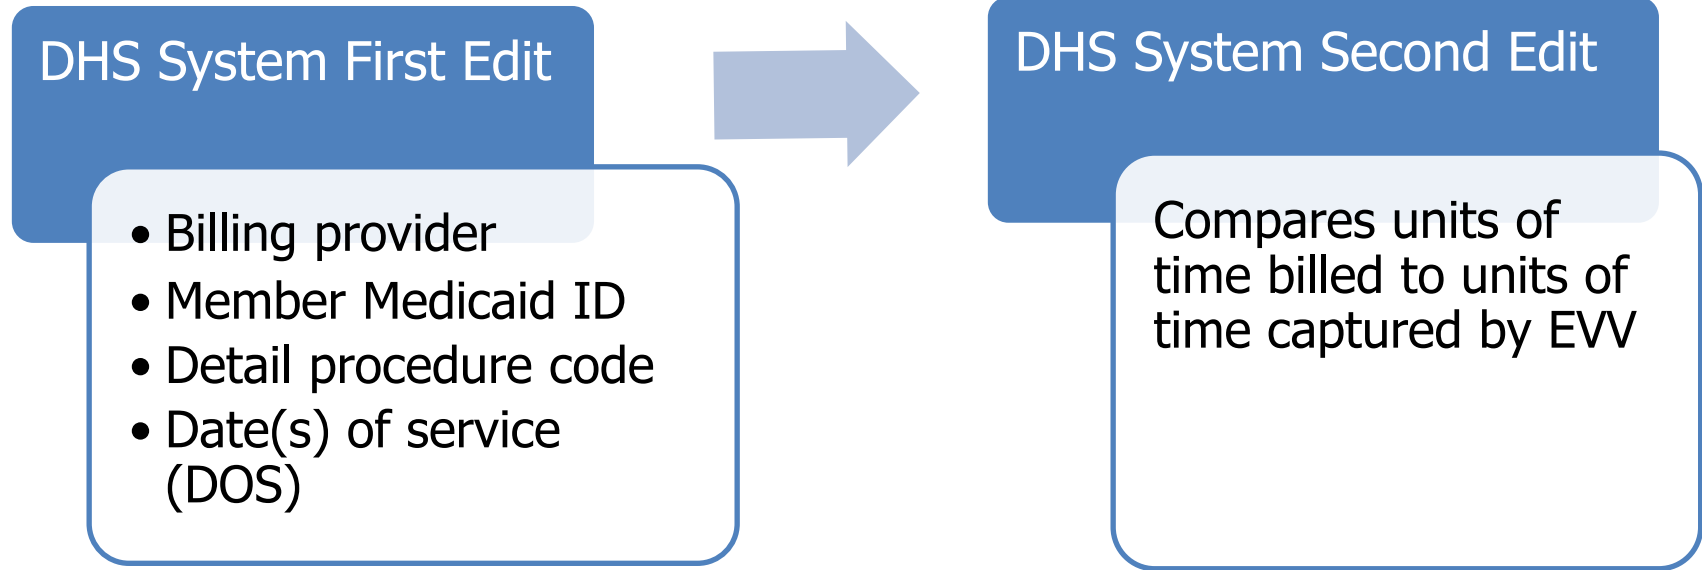 DHS System First Edit
• Billing provider
• Member Medicaid ID
• Detail procedure code
• Date(s) of service
(DOS)
DHS System Second Edit
Compares units of
time billed to units of
time captured by EVV